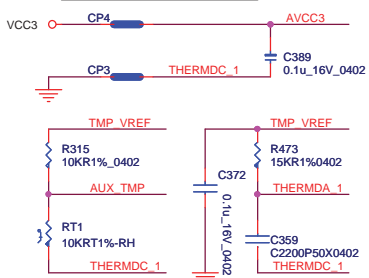 CP4
VCC3
AVCC3
C389
0.1u_16V_0402
CP3
THERMDC_1
TMP_VREF
TMP_VREF
R315
10KR1%_0402
C372
0.1u_16V_0402
R473
15KR1%0402
AUX_TMP
THERMDA_1
RT1
10KRT1%-RH
C359
C2200P50X0402
THERMDC_1
THERMDC_1